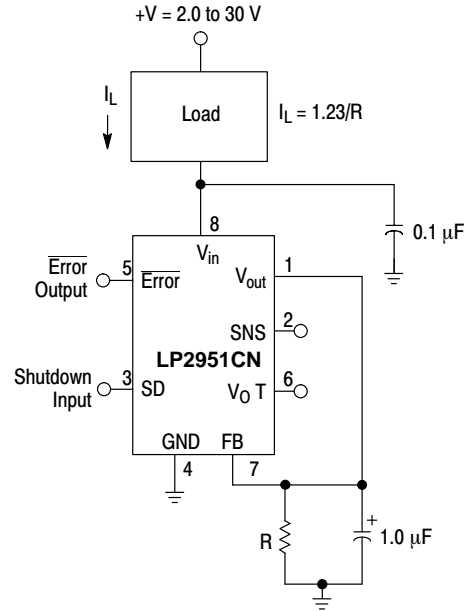 +V = 2.0 to 30 V
I_L
Load
I_L = 1.23/R
8
V_in
0.1 µF
Error
Output
5
Error
V_out
1
SNS
2
LP2951CN
Shutdown
Input
3
SD
V_O T
6
GND
FB
4
7
R
+
1.0 µF